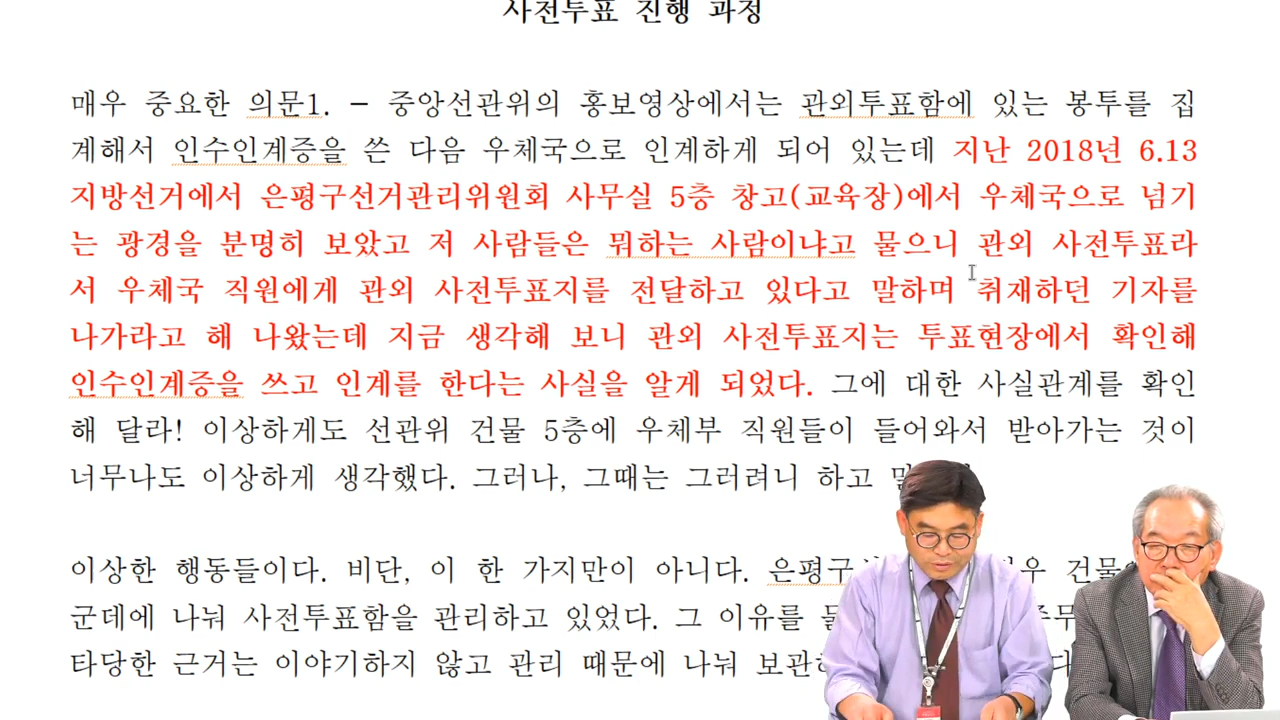 사전투표 진행 과정
매우 중요한 의문1. - 중앙선관위의 홍보영상에서는 관외투표함에 있는 봉투를 집
계해서 인수인계증을 쓴 다음 우체국으로 인계하게 되어 있는데 지난 2018년 6.13
지방선거에서 은평구선거관리위원회 사무실 5층 창고(교육장)에서 우체국으로 넘기
는 광경을 분명히 보았고 저 사람들은 뭐하는 사람이냐고 물으니 관외 사전투표라
서 우체국 직원에게 관외 사전투표지를 전달하고 있다고 말하며 취재하던 기자를
나가라고 해 나왔는데 지금 생각해 보니 관외 사전투표지는 투표현장에서 확인해
인수인계증을 쓰고 인계를 한다는 사실을 알게 되었다. 그에 대한 사실관계를 확인
해 달라! 이상하게도 선관위 건물 5층에 우체부 직원들이 들어와서 받아가는 것이
너무나도 이상하게 생각했다. 그러나, 그때는 그러려니 하고
이상한 행동들이다. 비단, 이 한 가지만이 아니다. 은평구 건물
군데에 나눠 사전투표함을 관리하고 있었다. 그 이유를
타당한 근거는 이야기하지 않고 관리 때문에 나눠